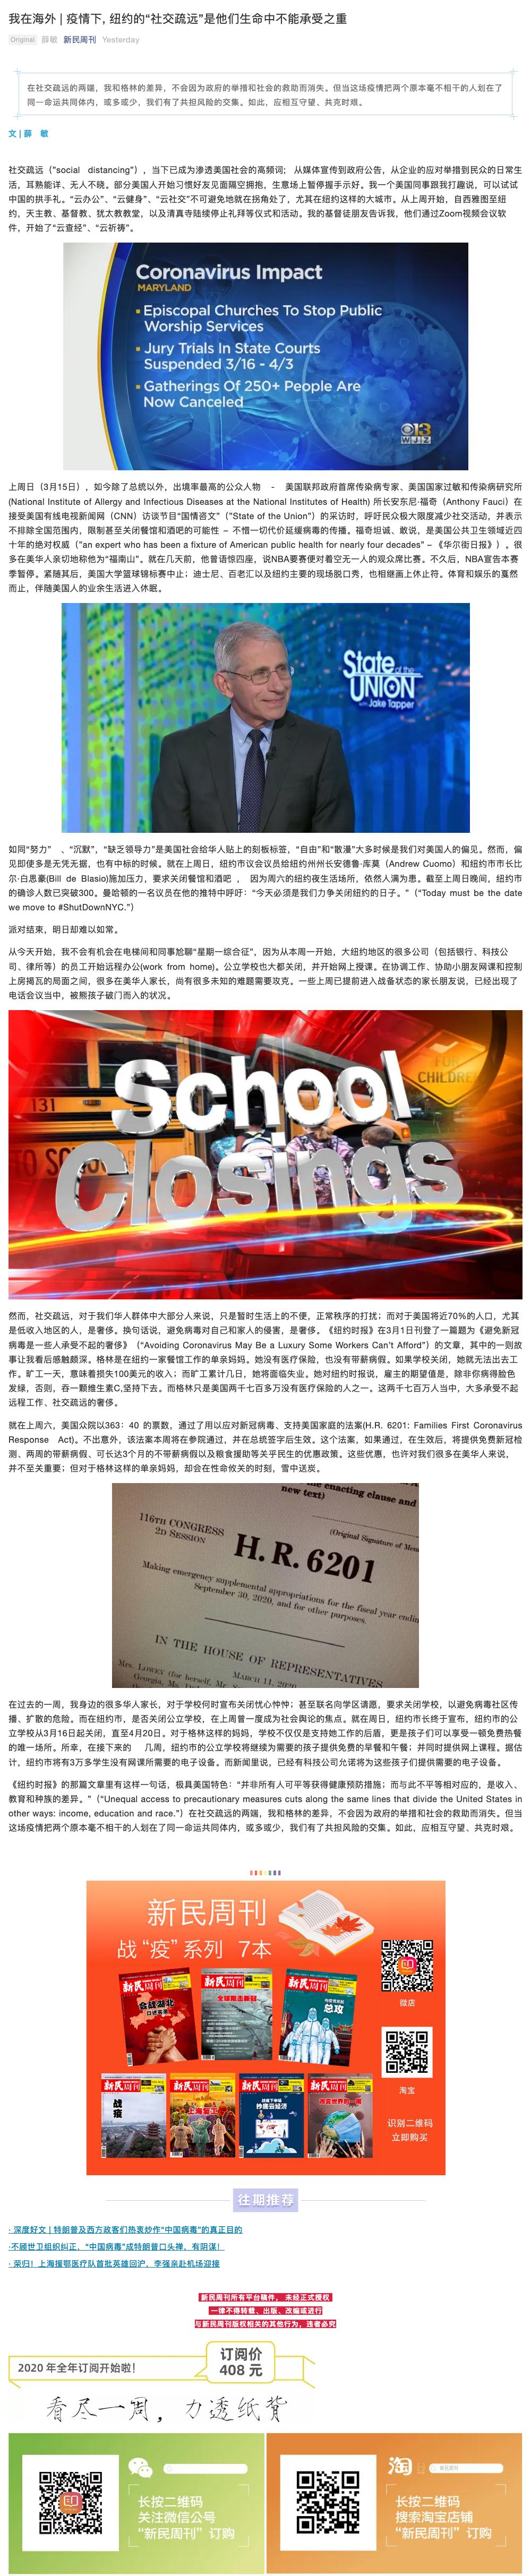 我在海外 | 疫情下, 纽约的“社交疏远”是他们生命中不能承受之重
Original 薛敏 新民周刊 Yesterday
在社交疏远的两端，我和格林的差异，不会因为政府的举措和社会的救助而消失。但当这场疫情把两个原本毫不相干的人划在了
同一命运共同体内，或多或少，我们有了共担风险的交集。如此，应相互守望、共克时艰。
文 | 薛 敏
社交疏远（"social distancing"），当下已成为渗透美国社会的高频词； 从媒体宣传到政府公告，从企业的应对举措到民众的日常生
活，耳熟能详、无人不晓。部分美国人开始习惯好友见面隔空拥抱，生意场上暂停握手示好。我一个美国同事跟我打趣说，可以试试
中国的拱手礼。“云办公”、“云健身”、“云社交”不可避免地就在拐角处了，尤其在纽约这样的大城市。从上周开始，自西雅图至纽
约，天主教、基督教、犹太教教堂，以及清真寺陆续停止礼拜等仪式和活动。我的基督徒朋友告诉我，他们通过Zoom视频会议软
件，开始了“云查经”、“云祈祷”。
Coronavirus Impact
MARYLAND
Episcopal Churches To Stop Public
Worship Services
Jury Trials In State Courts
Suspended 3/16 - 4/3
Gatherings Of 250+ People Are
Now Canceled
13
WJZ
上周日（3月15日），如今除了总统以外，出境率最高的公众人物 - 美国联邦政府首席传染病专家、美国国家过敏和传染病研究所
(National Institute of Allergy and Infectious Diseases at the National Institutes of Health) 所长安东尼·福奇（Anthony Fauci）在
接受美国有线电视新闻网（CNN）访谈节目“国情咨文”（"State of the Union"）的采访时，呼吁民众极大限度减少社交活动，并表示
不排除全国范围内，限制甚至关闭餐馆和酒吧的可能性 – 不惜一切代价延缓病毒的传播。福奇坦诚、敢说，是美国公共卫生领域近四
十年的绝对权威（"an expert who has been a fixture of American public health for nearly four decades" – 《华尔街日报》）。很
多在美华人亲切地称他为“福南山”。就在几天前，他曾语惊四座，说NBA要赛便对着空无一人的观众席比赛。不久后，NBA宣告本赛
季暂停。紧随其后，美国大学篮球锦标赛中止；迪士尼、百老汇以及纽约主要的现场脱口秀，也相继画上休止符。体育和娱乐的戛然
而止，伴随美国人的业余生活进入休眠。
State of the
UNION
with Jake Tapper
如同“努力” 、“沉默”，“缺乏领导力”是美国社会给华人贴上的刻板标签，“自由”和“散漫”大多时候是我们对美国人的偏见。然而，偏
见即使多是无凭无据，也有中标的时候。就在上周日，纽约市议会议员给纽约州州长安德鲁·库莫（Andrew Cuomo）和纽约市市长比
尔·白思豪(Bill de Blasio)施加压力，要求关闭餐馆和酒吧 ， 因为周六的纽约夜生活场所，依然人满为患。截至上周日晚间，纽约市
的确诊人数已突破300。曼哈顿的一名议员在他的推特中呼吁：“今天必须是我们力争关闭纽约的日子。”（"Today must be the date
we move to #ShutDownNYC."）
派对结束，明日却难以如常。
从今天开始，我不会有机会在电梯间和同事尬聊“星期一综合征”，因为从本周一开始，大纽约地区的很多公司（包括银行、科技公
司、律所等）的员工开始远程办公(work from home)。公立学校也大都关闭，并开始网上授课。在协调工作、协助小朋友网课和控制
上房揭瓦的局面之间，很多在美华人家长，尚有很多未知的难题需要攻克。一些上周已提前进入战备状态的家长朋友说，已经出现了
电话会议当中，被熊孩子破门而入的状况。
FOR
CHILDREN
131
SCHOOL
School
Closings
然而，社交疏远，对于我们华人群体中大部分人来说，只是暂时生活上的不便，正常秩序的打扰；而对于美国将近70%的人口，尤其
是低收入地区的人，是奢侈。换句话说，避免病毒对自己和家人的侵害，是奢侈。《纽约时报》在3月1日刊登了一篇题为《避免新冠
病毒是一些人承受不起的奢侈》（"Avoiding Coronavirus May Be a Luxury Some Workers Can't Afford"）的文章，其中的一则故
事让我看后感触颇深。格林是在纽约一家餐馆工作的单亲妈妈。她没有医疗保险，也没有带薪病假。如果学校关闭，她就无法出去工
作。旷工一天，意味着损失100美元的收入；而旷工累计几日，她将面临失业。她对纽约时报说，雇主的期望值是，除非你病得脸色
发绿，否则，吞一颗维生素C,坚持下去。而格林只是美国两千七百多万没有医疗保险的人之一。这两千七百万人当中，大多承受不起
远程工作、社交疏远的奢侈。
就在上周六，美国众院以363：40 的票数，通过了用以应对新冠病毒、支持美国家庭的法案(H.R. 6201: Families First Coronavirus
Response Act)。不出意外，该法案本周将在参院通过，并在总统签字后生效。这个法案，如果通过，在生效后，将提供免费新冠检
测、两周的带薪病假、可长达3个月的不带薪病假以及粮食援助等关乎民生的优惠政策。这些优惠，也许对我们很多在美华人来说，
并不至关重要；但对于格林这样的单亲妈妈，却会在性命攸关的时刻，雪中送炭。
the enacting clause and
new text)
(Original Signature of Mem
116TH CONGRESS
2D SESSION
H. R. 6201
Making emergency supplemental appropriations for the fiscal year ending
September 30, 2020, and for other purposes.
IN THE HOUSE OF REPRESENTATIVES
MARCH 11, 2020
在过去的一周，我身边的很多华人家长，对于学校何时宣布关闭忧心忡忡；甚至联名向学区请愿，要求关闭学校，以避免病毒社区传
播、扩散的危险。而在纽约市，是否关闭公立学校，在上周曾一度成为社会舆论的焦点。就在周日，纽约市长终于宣布，纽约市的公
立学校从3月16日起关闭，直至4月20日。对于格林这样的妈妈，学校不仅仅是支持她工作的后盾，更是孩子们可以享受一顿免费热餐
的唯一场所。所幸，在接下来的 几周，纽约市的公立学校将继续为需要的孩子提供免费的早餐和午餐；并同时提供网上课程。据估
计，纽约市将有3万多学生没有网课所需要的电子设备。而新闻里说，已经有科技公司允诺将为这些孩子们提供需要的电子设备。
《纽约时报》的那篇文章里有这样一句话，极具美国特色：“并非所有人可平等获得健康预防措施；而与此不平等相对应的，是收入、
教育和种族的差异。”（"Unequal access to precautionary measures cuts along the same lines that divide the United States in
other ways: income, education and race."）在社交疏远的两端，我和格林的差异，不会因为政府的举措和社会的救助而消失。但当
这场疫情把两个原本毫不相干的人划在了同一命运共同体内，或多或少，我们有了共担风险的交集。如此，应相互守望、共克时艰。
新民周刊
战“疫”系列 7本
微店
淘宝
识别二维码
立即购买
新民周刊
合战湖北
新民周刊
全球阻击新冠
新民周刊
总攻
新民周刊
战疫
新民周刊
新民周刊
新民周刊
往期推荐
· 深度好文 | 特朗普及西方政客们热衷炒作“中国病毒”的真正目的
·不顾世卫组织纠正，“中国病毒”成特朗普口头禅，有阴谋！
· 荣归！上海援鄂医疗队首批英雄回沪，李强亲赴机场迎接
新民周刊所有平台稿件， 未经正式授权
一律不得转载、出版、改编或进行
与新民周刊版权相关的其他行为，违者必究
2020 年全年订阅开始啦！
订阅价
408 元
看尽一周，力透纸背
长按二维码
关注微信公号
“新民周刊”订购
淘
新民周刊
长按二维码
搜索淘宝店铺
“新民周刊”订购